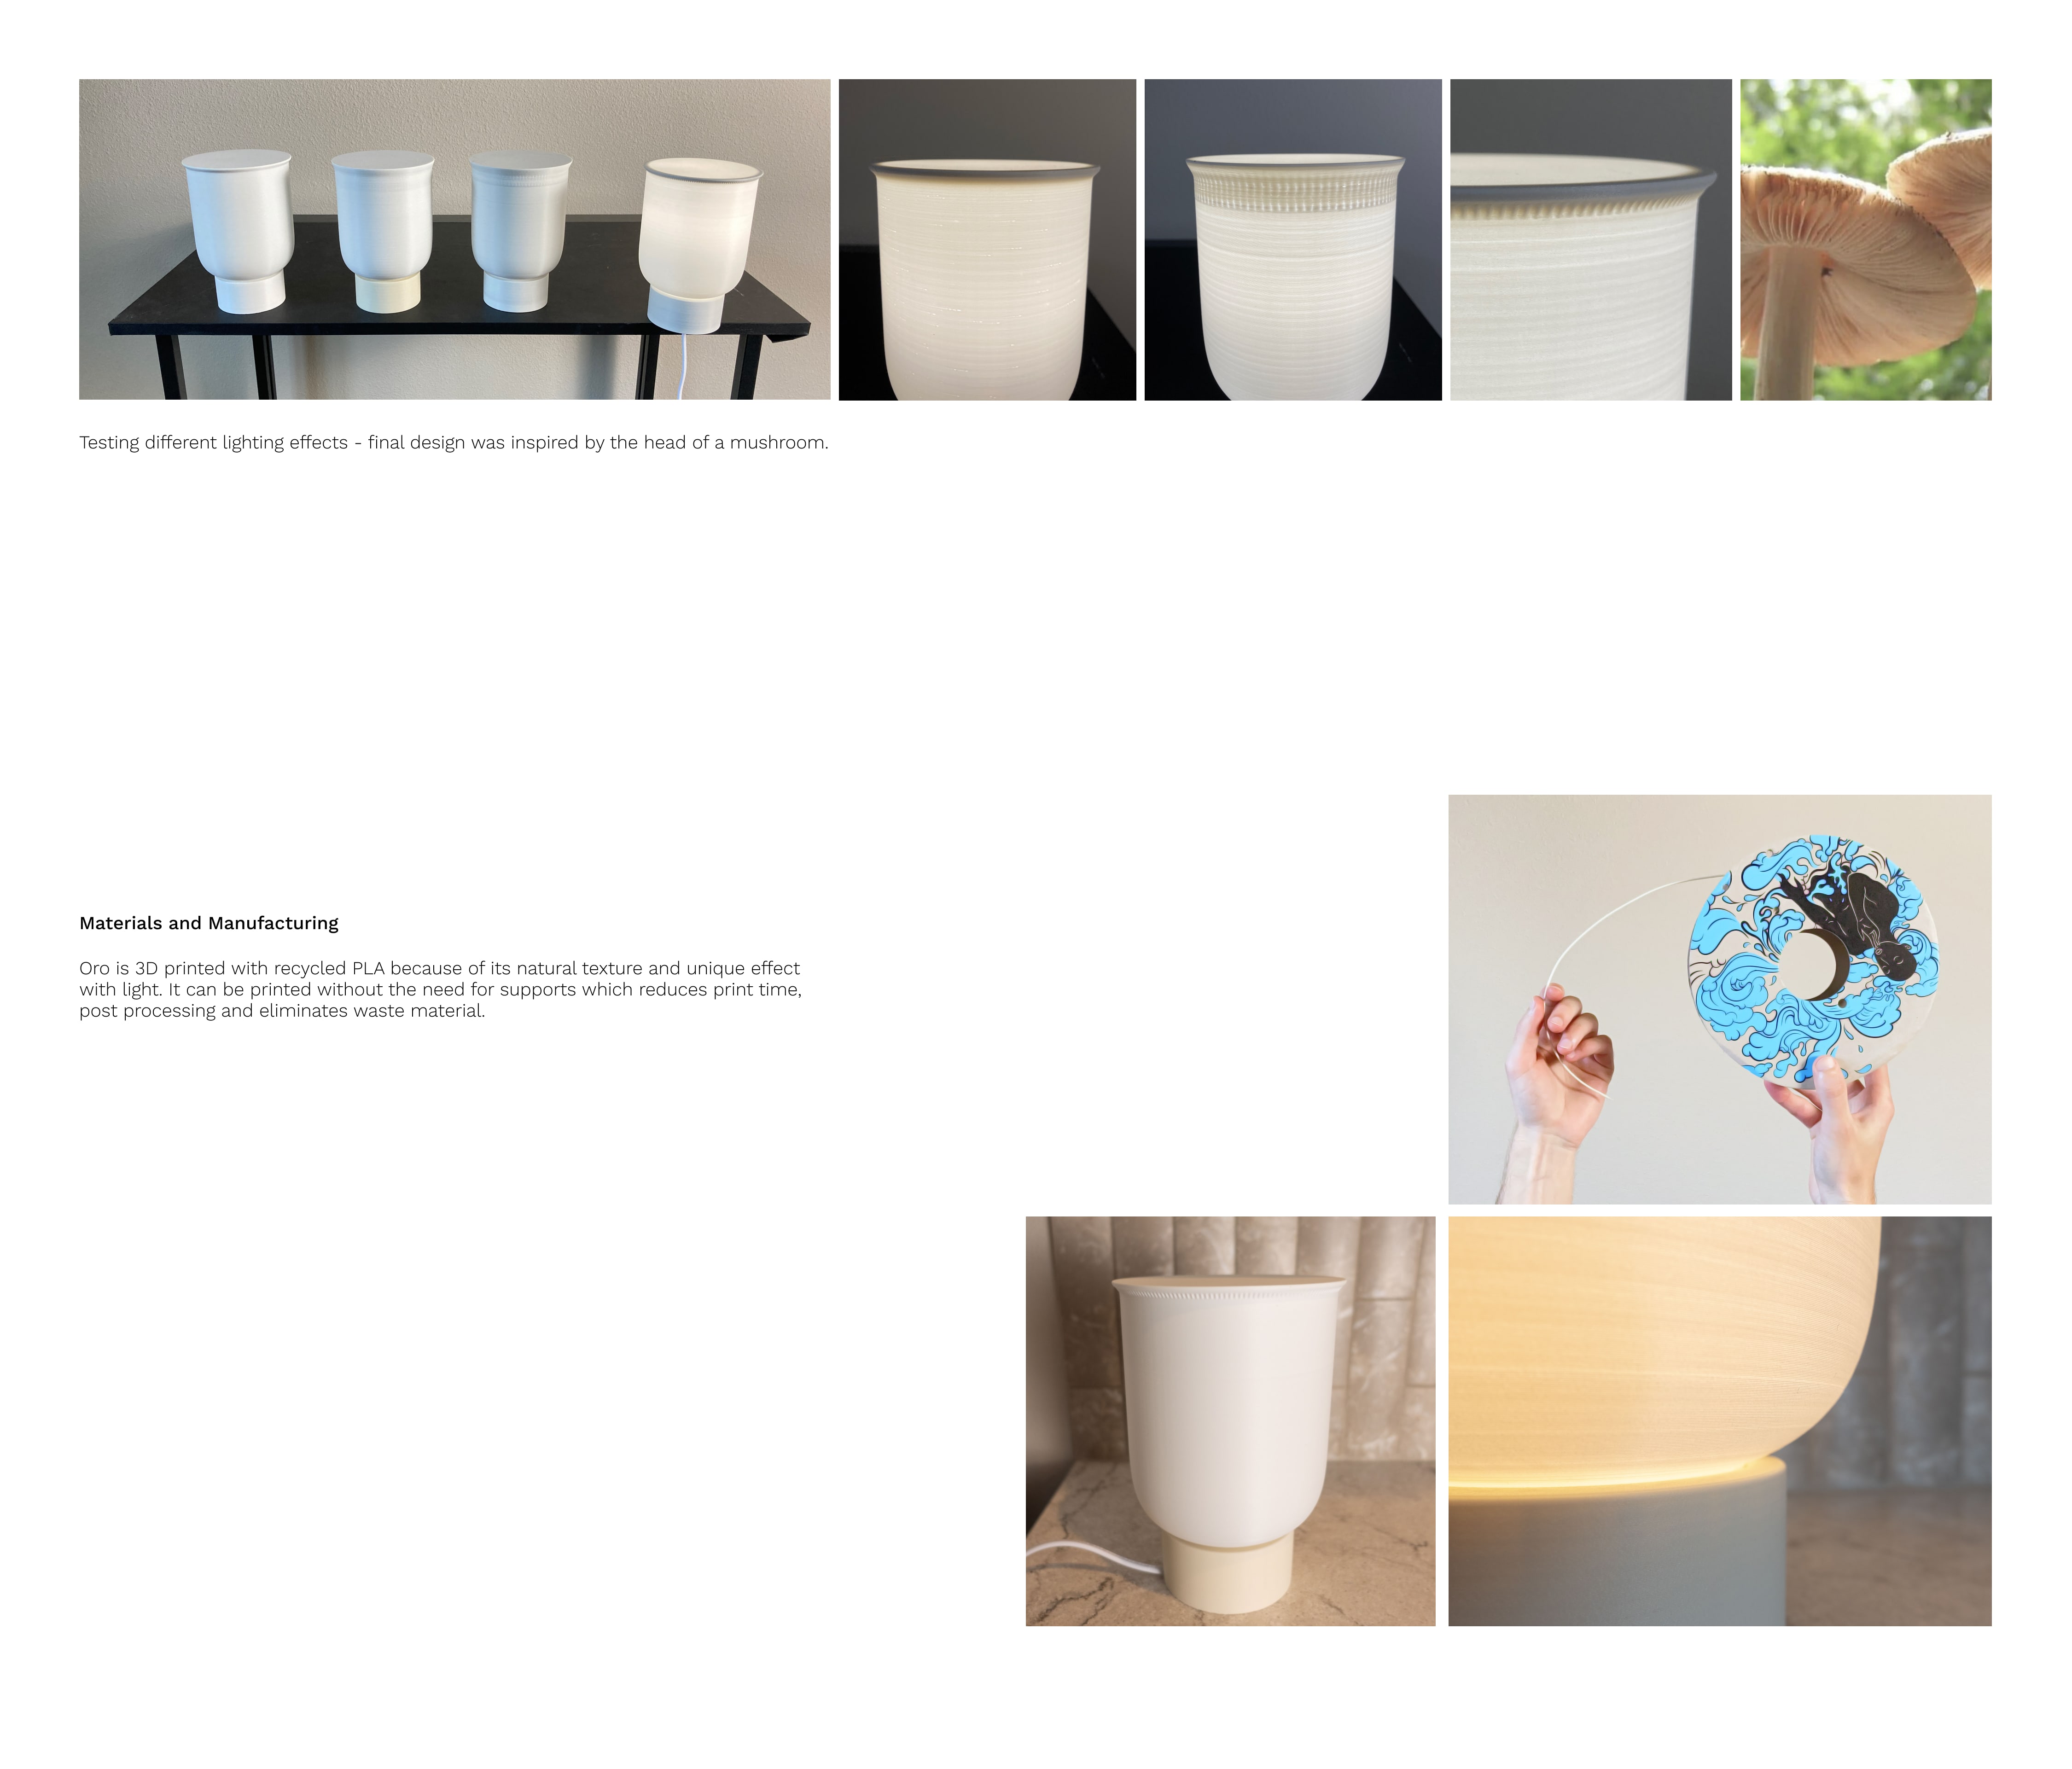 Testing different lighting effects - final design was inspired by the head of a mushroom.
Materials and Manufacturing
Oro is 3D printed with recycled PLA because of its natural texture and unique effect
with light. It can be printed without the need for supports which reduces print time,
post processing and eliminates waste material.